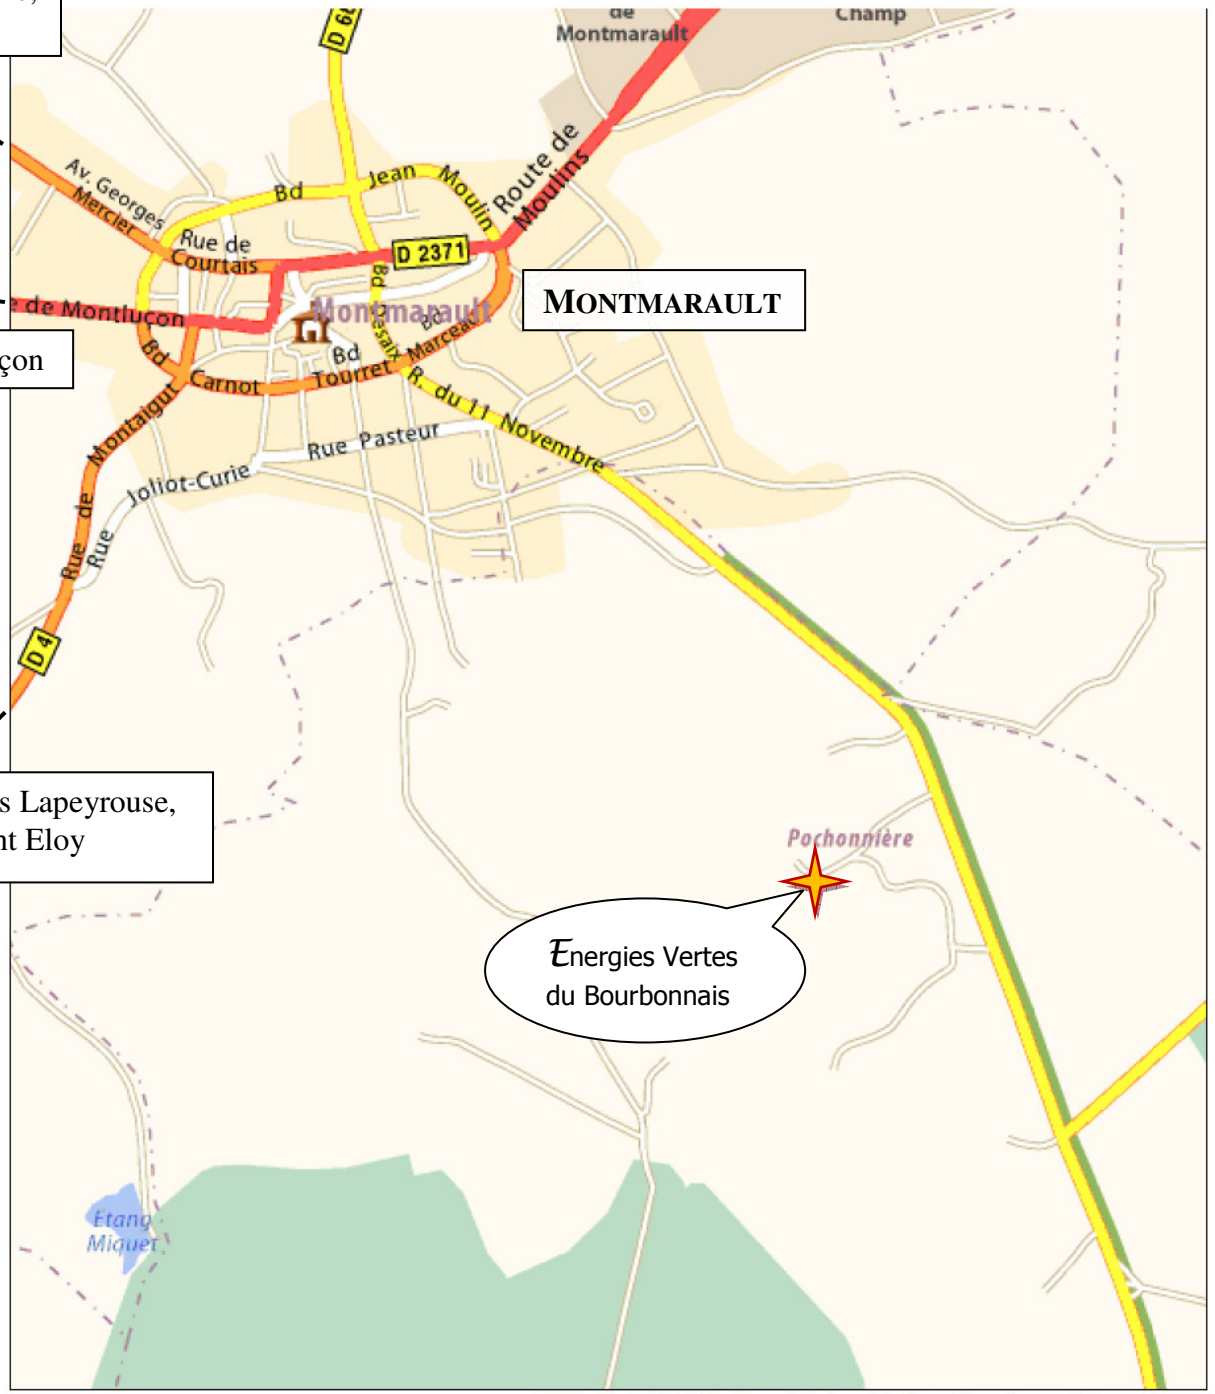 de
Montmarault
Champ
Av. Georges
Mercier
Bd
Jean
Moulin
Route de
Moulins
Rue de
Courtais
D 2371
MONTMARAULT
Bd
Desaix
Montmarault
e de Montluçon
çon
Bd
Carnot
Bd
Tourret
Bd
Marceau
R. du 11 Novembre
Rue Pasteur
Rue Joliot-Curie
Rue de Montaigut
D 4
s Lapeyrouse,
nt Eloy
Pochonnière
Energies Vertes
du Bourbonnais
Etang
Miquet